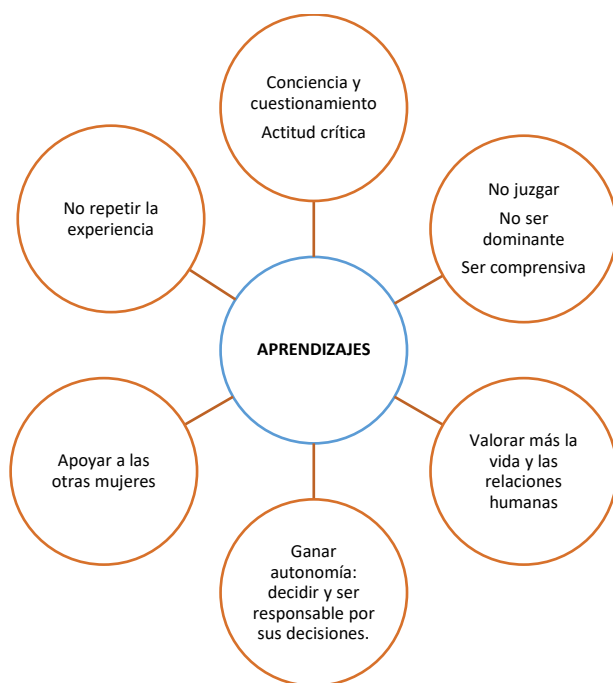 Conciencia y
cuestionamiento
Actitud crítica
No juzgar
No ser
dominante
Ser comprensiva
Valorar más la
vida y las
relaciones
humanas
Ganar
autonomía:
decidir y ser
responsable por
sus decisiones.
Apoyar a las
otras mujeres
No repetir la
experiencia
APRENDIZAJES